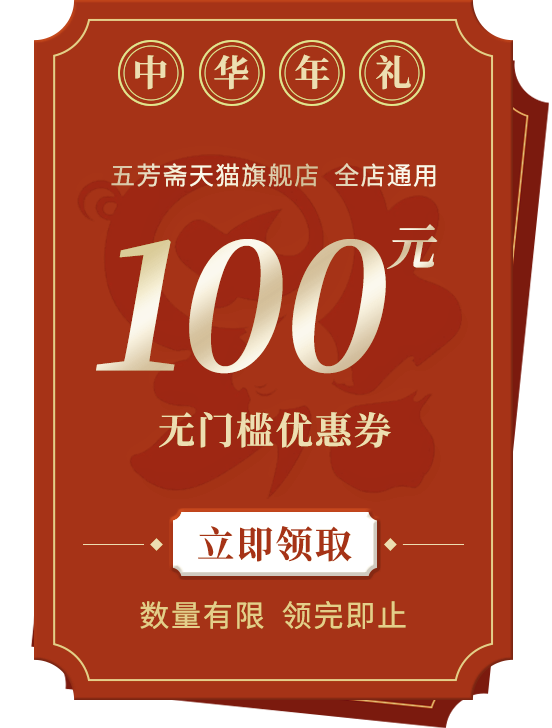 中华年礼
五芳斋天猫旗舰店 全店通用
100元
无门槛优惠券
立即领取
数量有限 领完即止